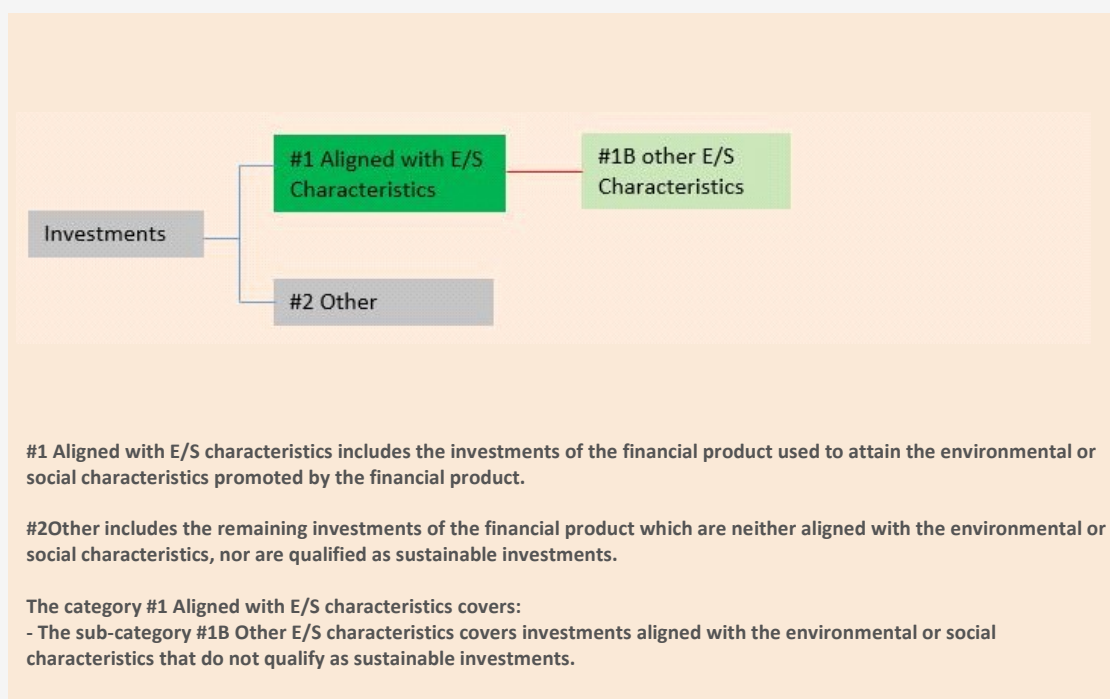 #1 Aligned with E/S
Characteristics
#1B other E/S
Characteristics
Investments
#2 Other
#1 Aligned with E/S characteristics includes the investments of the financial product used to attain the environmental or
social characteristics promoted by the financial product.
#2Other includes the remaining investments of the financial product which are neither aligned with the environmental or
social characteristics, nor are qualified as sustainable investments.
The category #1 Aligned with E/S characteristics covers:
- The sub-category #1B Other E/S characteristics covers investments aligned with the environmental or social
characteristics that do not qualify as sustainable investments.